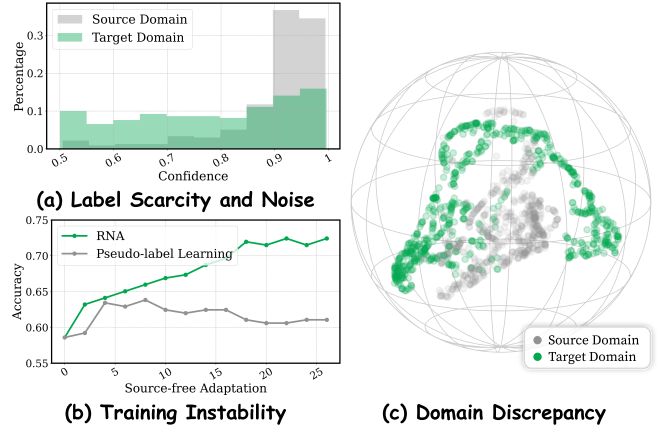 Source Domain
Target Domain
Percentage
0.3
0.2
0.1
0.0
0.5
0.6
0.7
0.8
0.9
1
Confidence
(a) Label Scarcity and Noise
0.75
0.70
0.65
0.60
0.55
Accuracy
RNA
Pseudo-label Learning
0
5
10
15
20
25
Source-free Adaptation
(b) Training Instability
Source Domain
Target Domain
(c) Domain Discrepancy